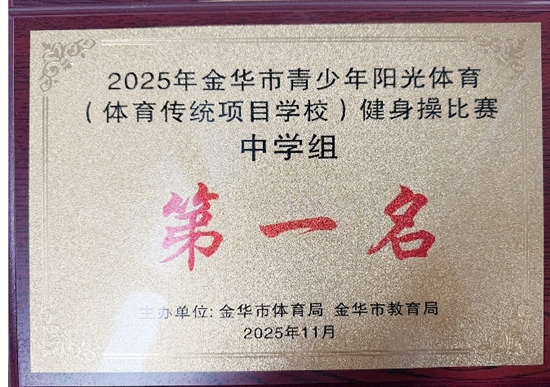 2025年金华市青少年阳光体育
（体育传统项目学校）健身操比赛
中学组
第一名
主办单位: 金华市体育局 金华市教育局
2025年11月